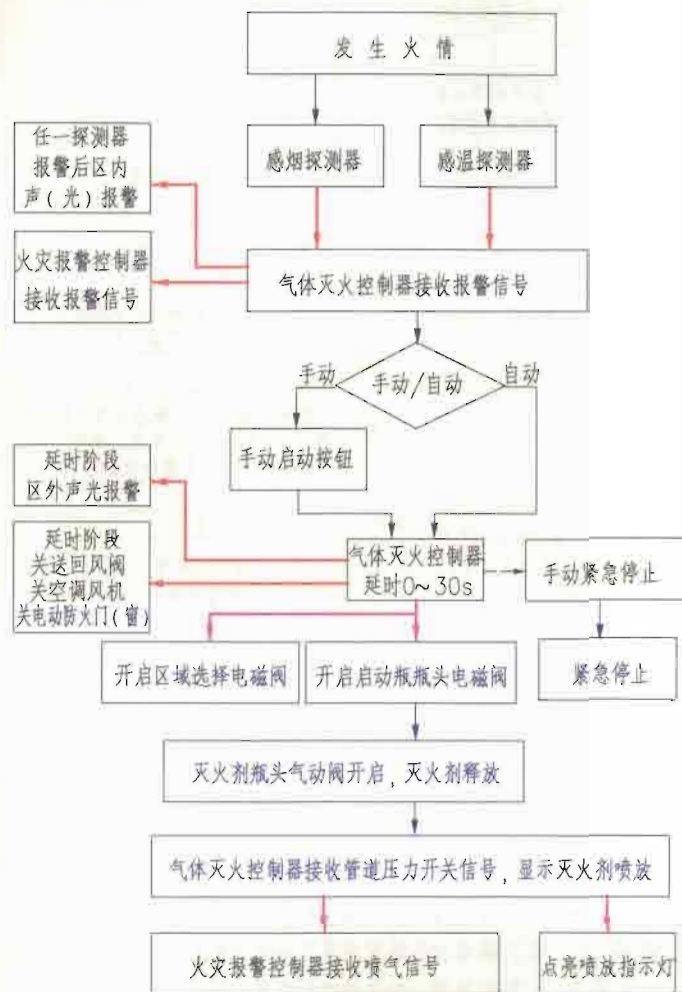 发生火情
任一探测器
报警后区内
声(光)报警
感烟探测器
感温探测器
火灾报警控制器
接收报警信号
气体灭火控制器接收报警信号
手动
手动/自动
自动
手动启动按钮
延时阶段
区外声光报警
延时阶段
关送回风阀
关空调风机
关电动防火门(窗)
气体灭火控制器
延时0~30s
手动紧急停止
开启区域选择电磁阀
开启启动瓶瓶头电磁阀
紧急停止
灭火剂瓶头气动阀开启,灭火剂释放
气体灭火控制器接收管道压力开关信号,显示灭火剂喷放
火灾报警控制器接收喷气信号
点亮喷放指示灯